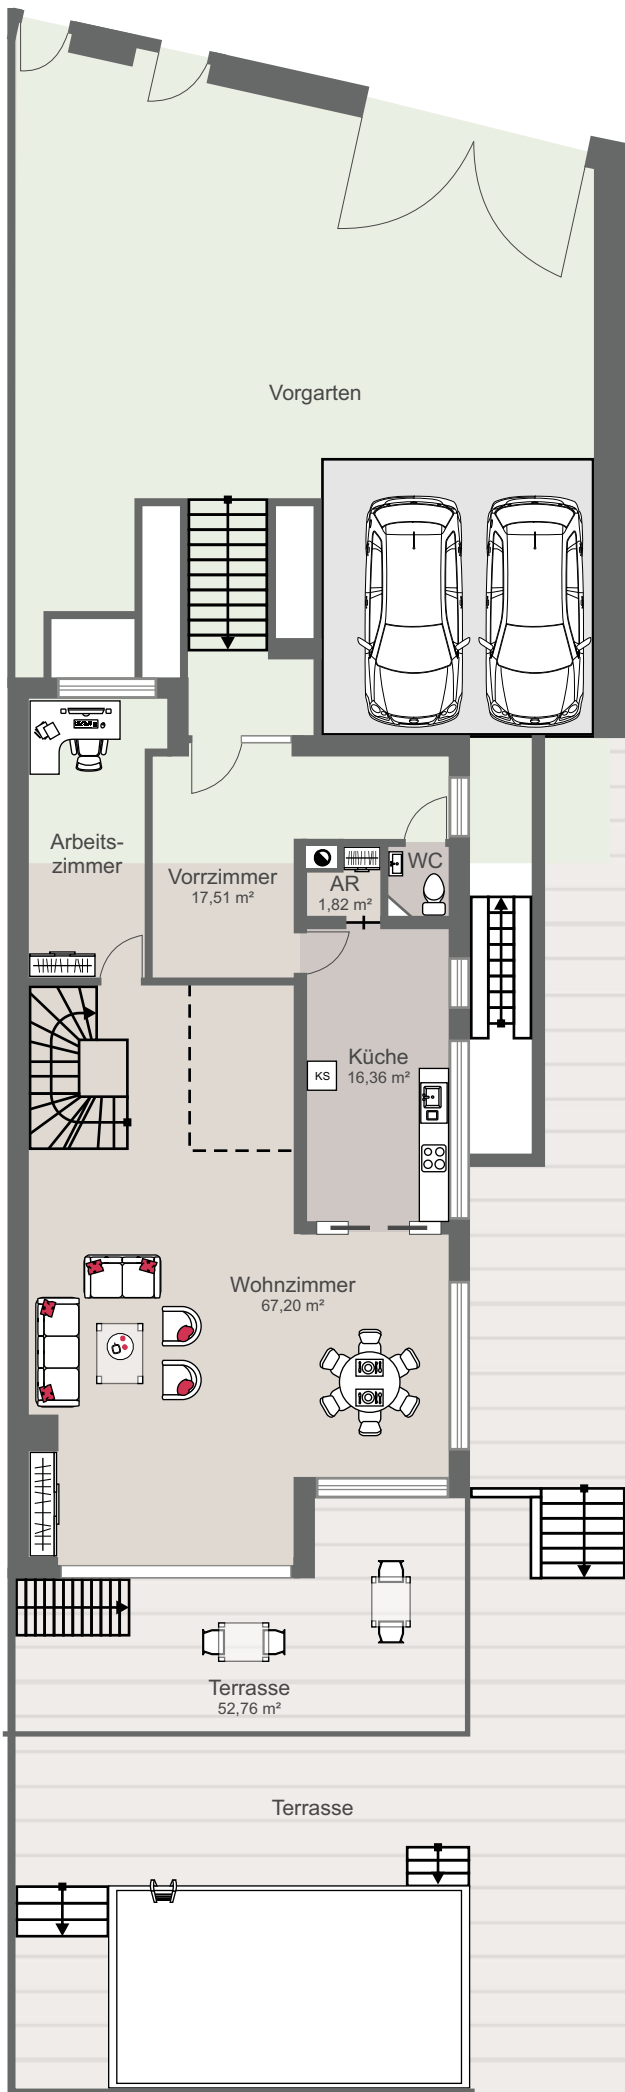 Vorgarten
Arbeits-
zimmer
Vorrzimmer
17,51 m²
AR
1,82 m²
WC
Küche
16,36 m²
KS
Wohnzimmer
67,20 m²
Terrasse
52,76 m²
Terrasse